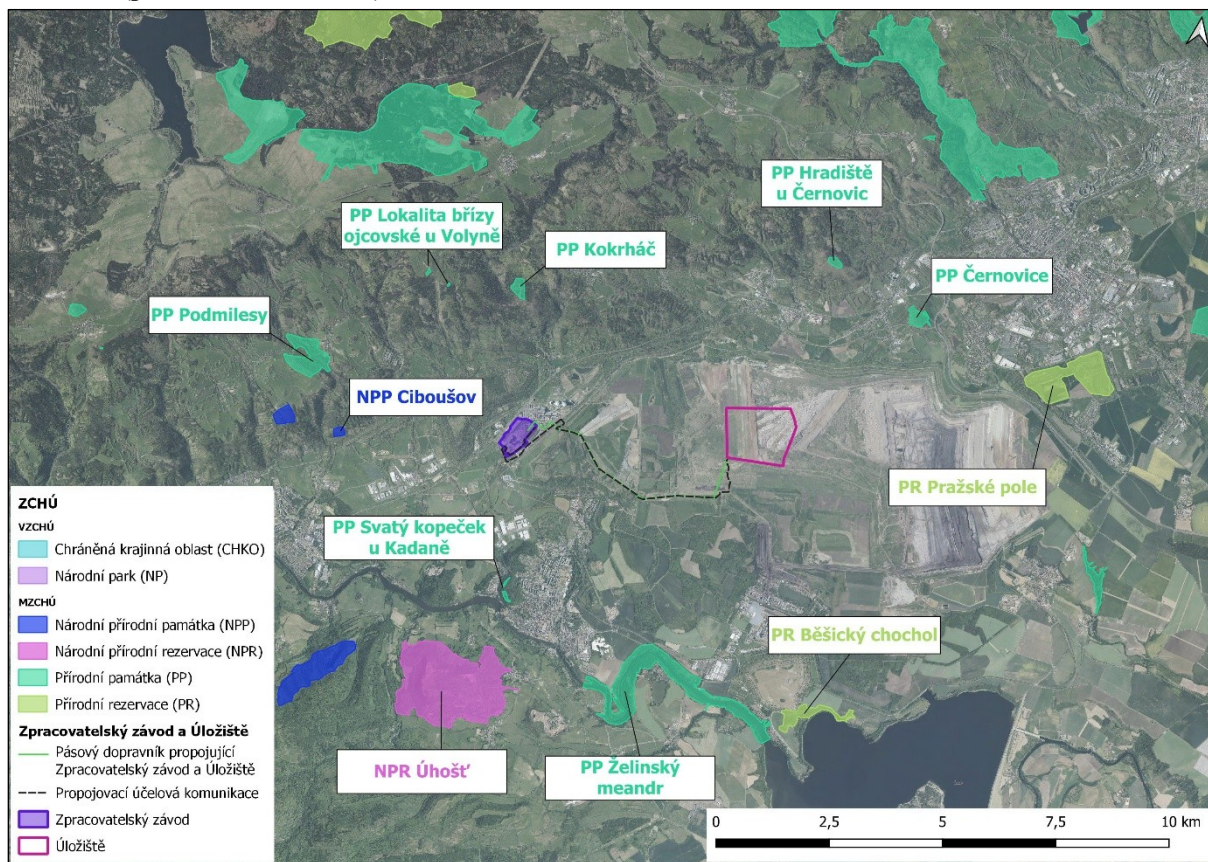 PP Hradiště
u Černovic
PP Lokalita břízy
ojcovské u Volyně
PP Kokrháč
PP Černovice
PP Podmilesy
NPP Ciboušov
PR Pražské pole
PP Svatý kopeček
u Kadaně
PR Běšický chochol
NPR Úhošť
PP Želinský
meandr
ZCHÚ
VZCHÚ
Chráněná krajinná oblast (CHKO)
Národní park (NP)
MZCHÚ
Národní přírodní památka (NPP)
Národní přírodní rezervace (NPR)
Přírodní památka (PP)
Přírodní rezervace (PR)
Zpracovatelský závod a Úložiště
Pásový dopravník propojující
Zpracovatelský závod a Úložiště
Propojovací účelová komunikace
Zpracovatelský závod
Úložiště
0 2,5 5 7,5 10 km